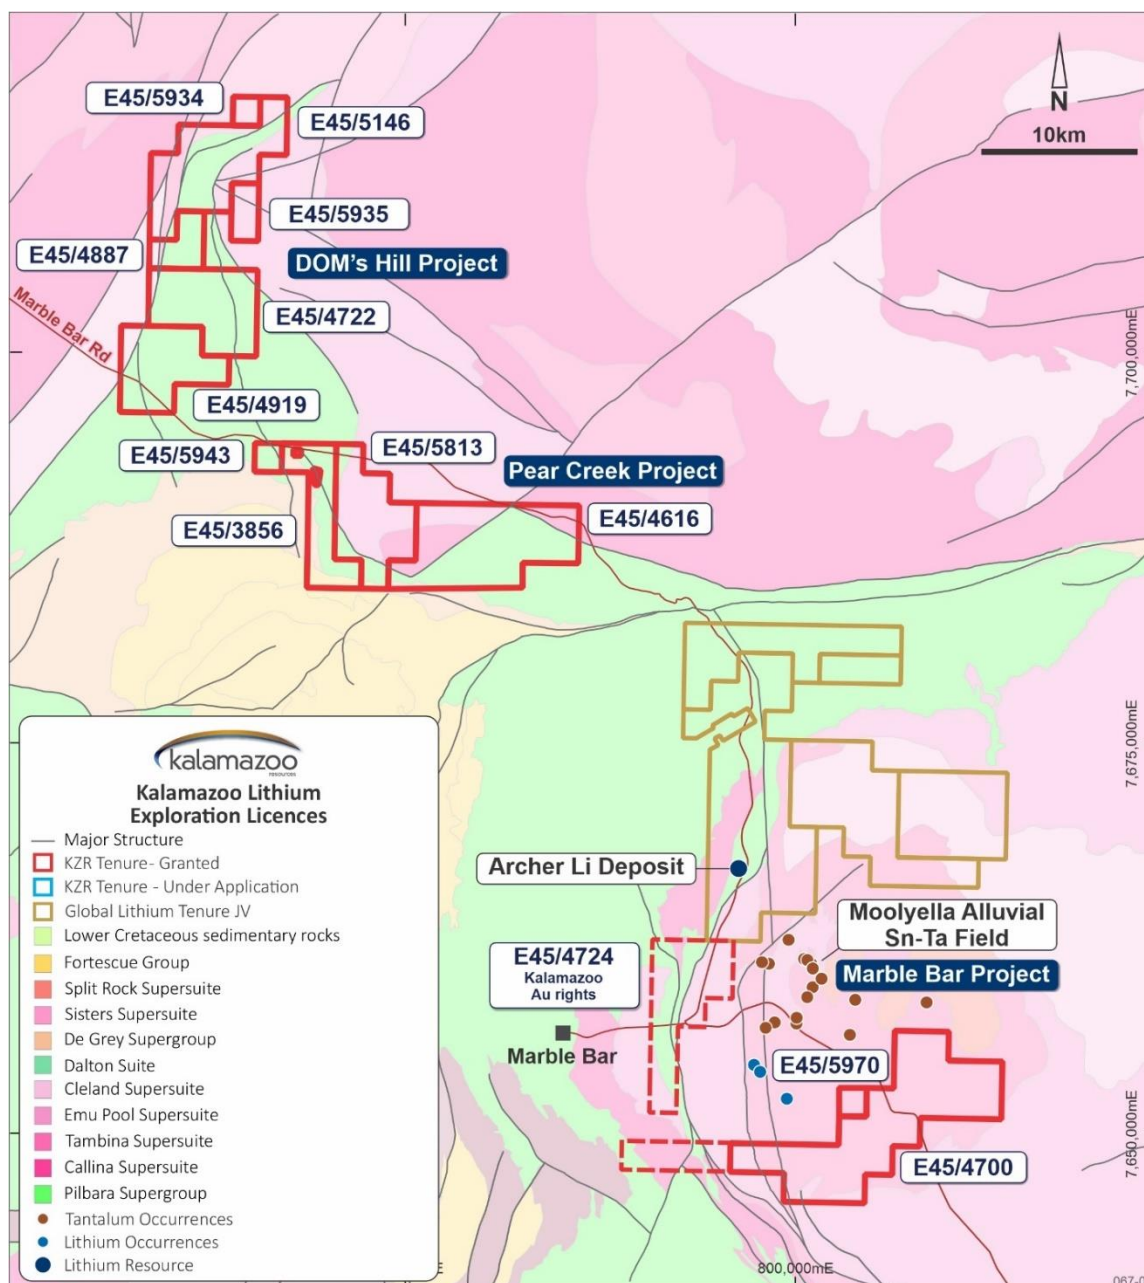 E45/5934
E45/5146
N
10km
E45/5935
E45/4887
DOM's Hill Project
Marble Bar Rd
E45/4722
7,700,000mE
E45/4919
E45/5943
E45/5813
Pear Creek Project
E45/3856
E45/4616
7,675,000mE
kalamazoo
resources
Kalamazoo Lithium
Exploration Licences
Major Structure
KZR Tenure- Granted
KZR Tenure - Under Application
Global Lithium Tenure JV
Lower Cretaceous sedimentary rocks
Fortescue Group
Split Rock Supersuite
Sisters Supersuite
De Grey Supergroup
Dalton Suite
Cleland Supersuite
Emu Pool Supersuite
Tambina Supersuite
Callina Supersuite
Pilbara Supergroup
Tantalum Occurrences
Lithium Occurrences
Lithium Resource
Archer Li Deposit
Moolyella Alluvial
Sn-Ta Field
E45/4724
Kalamazoo
Au rights
Marble Bar Project
Marble Bar
E45/5970
7,650,000mE
E45/4700
800,000mE